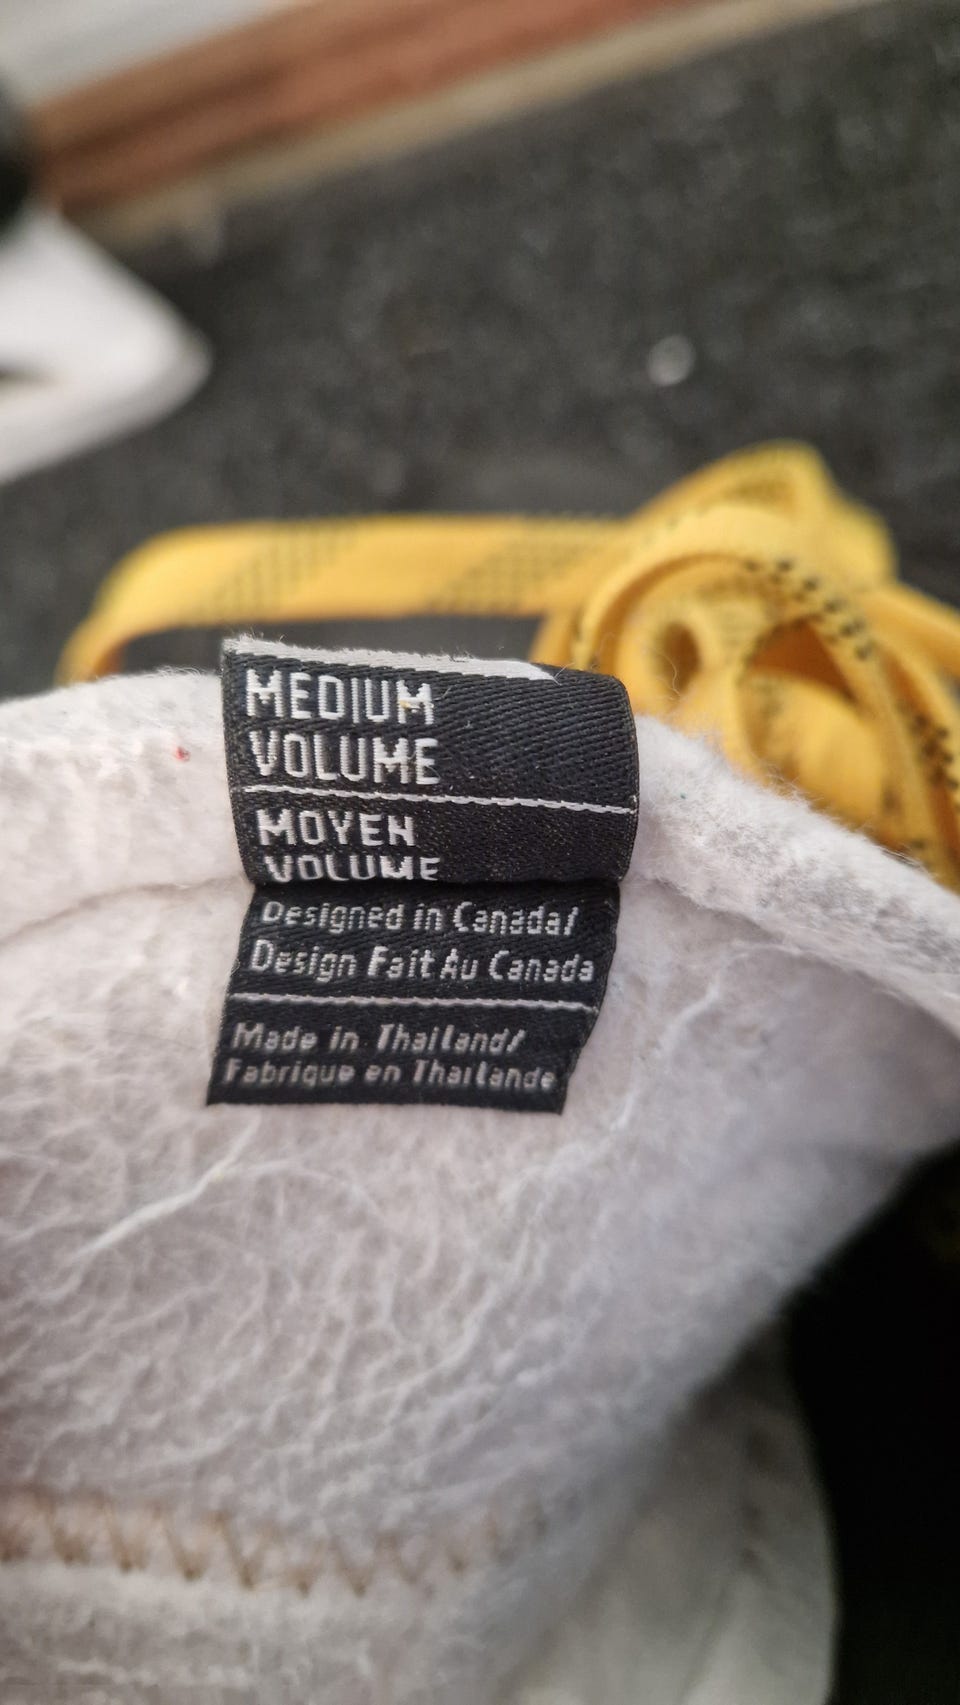 MEDIUM
VOLUME
MOYEN
VOLUME
Designed in Canada/
Design Fait Au Canada
Made in Thailand/
Fabrique en Thailande